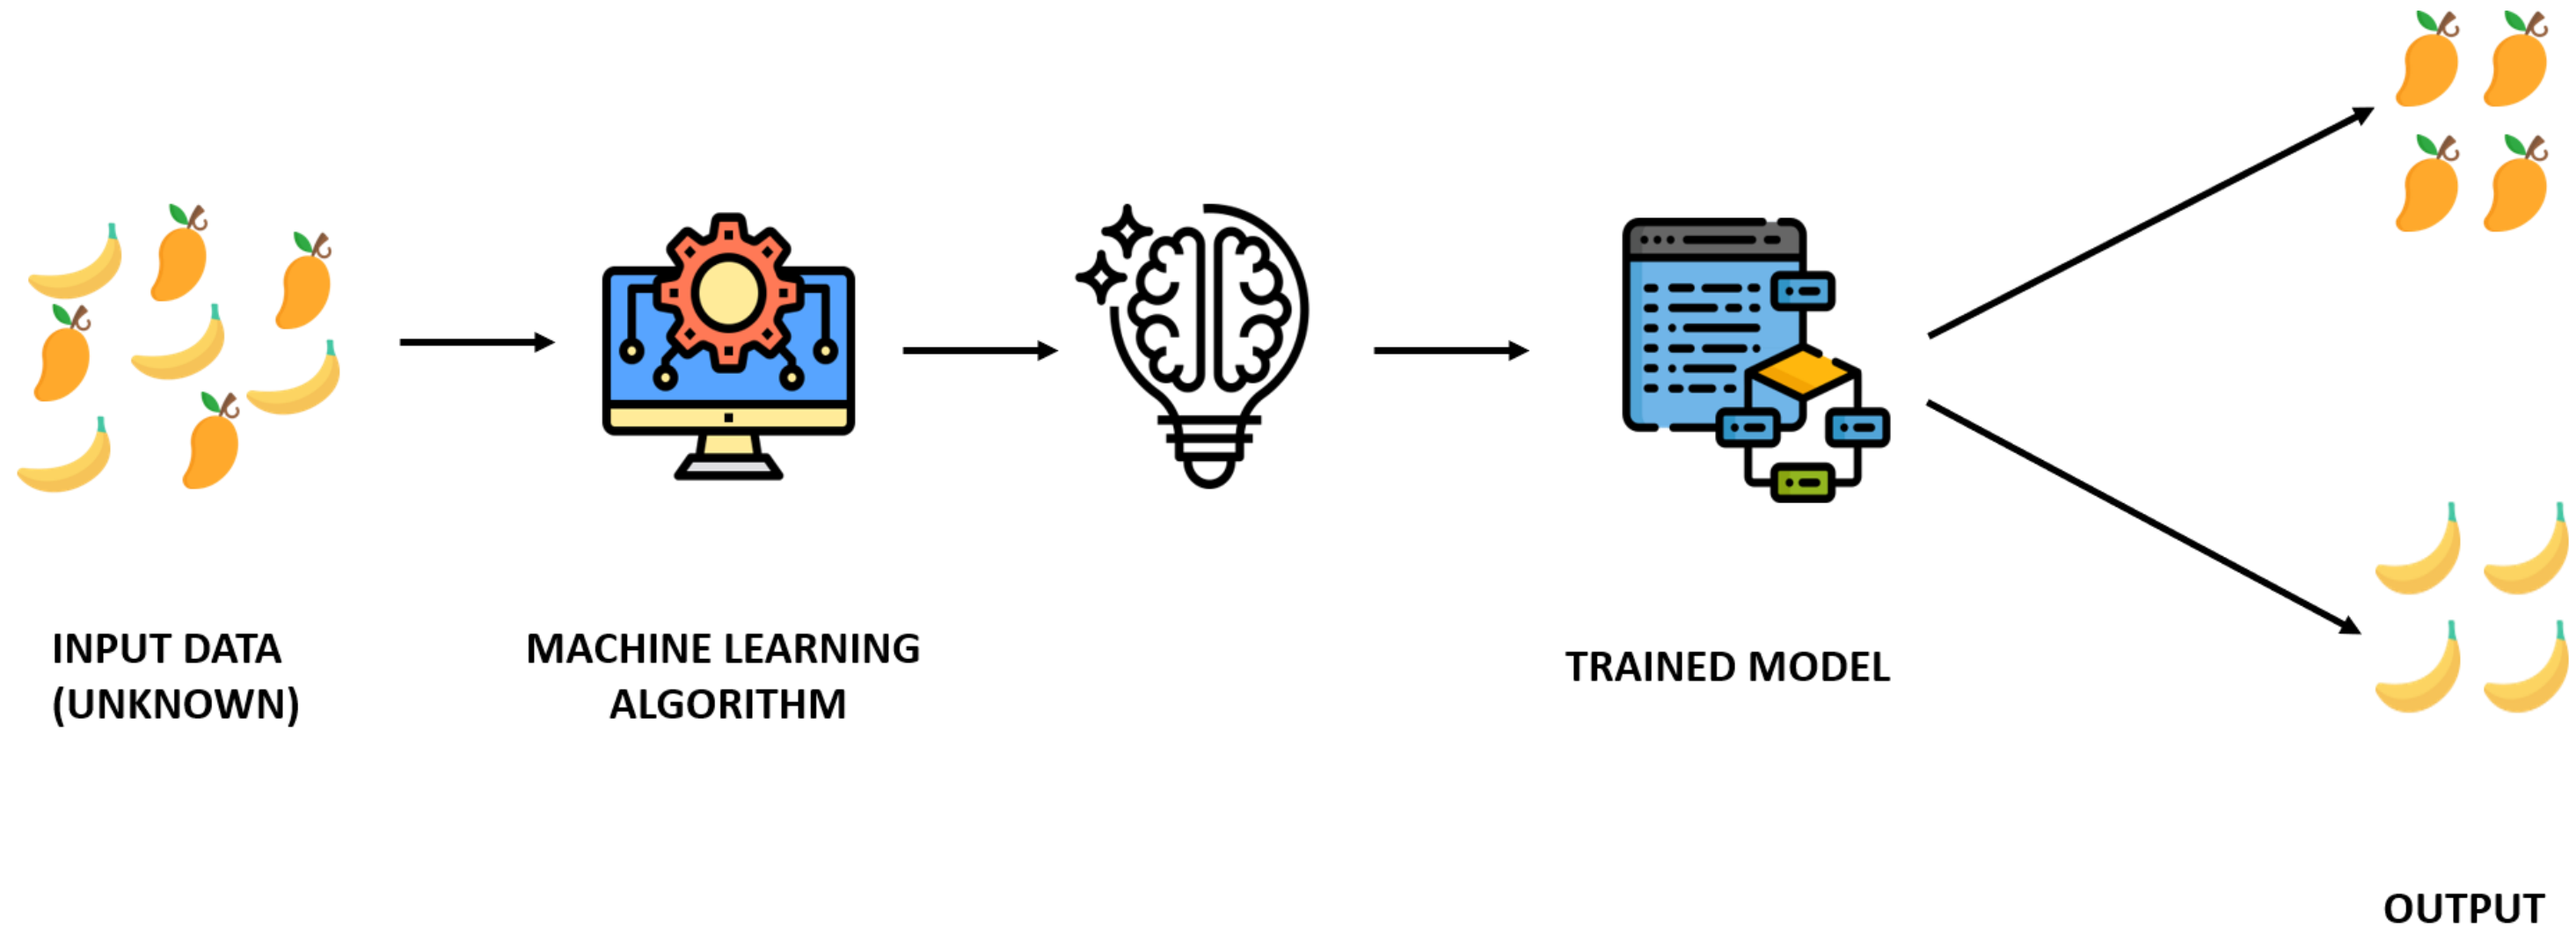 INPUT DATA
(UNKNOWN)
MACHINE LEARNING
ALGORITHM
TRAINED MODEL
OUTPUT